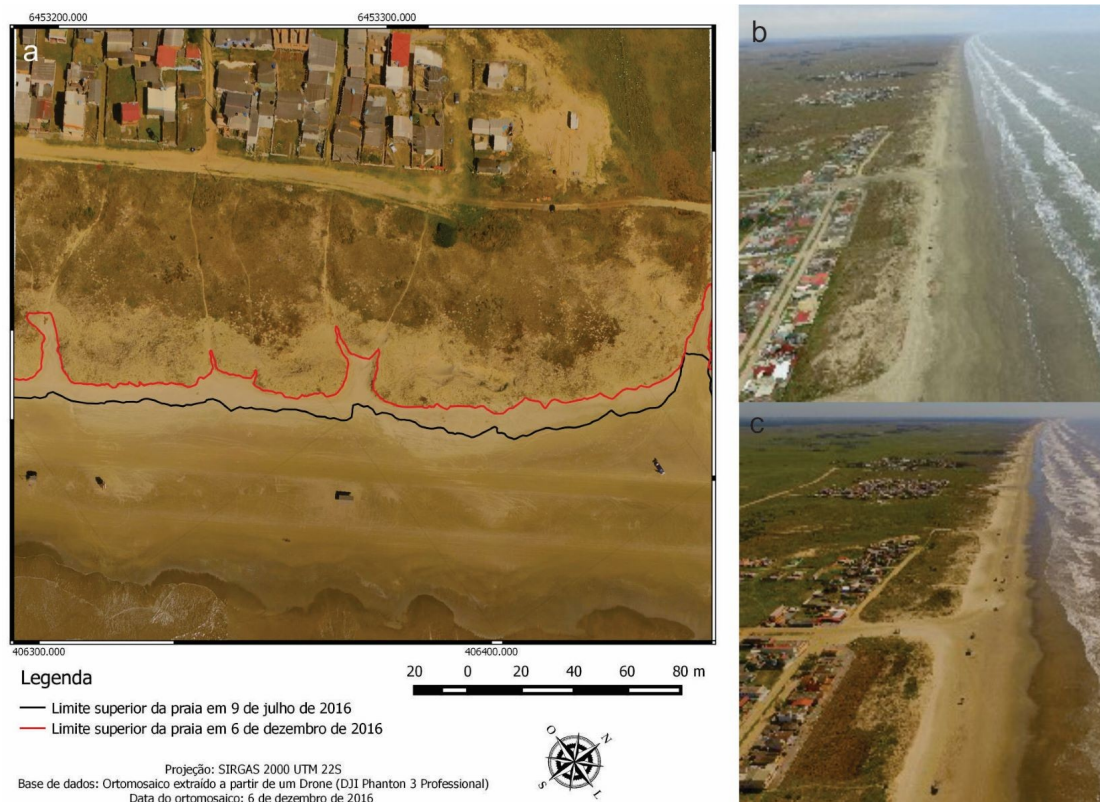 6453200.000
6453300.000
a
b
c
406300.000
406400.000
Legenda
Limite superior da praia em 9 de julho de 2016
Limite superior da praia em 6 de dezembro de 2016
20 0 20 40 60 80 m
O
N
S
L
Projeção: SIRGAS 2000 UTM 22S
Base de dados: Ortomosaico extraído a partir de um Drone (DJI Phanton 3 Professional)
Data do ortomosaico: 6 de dezembro de 2016